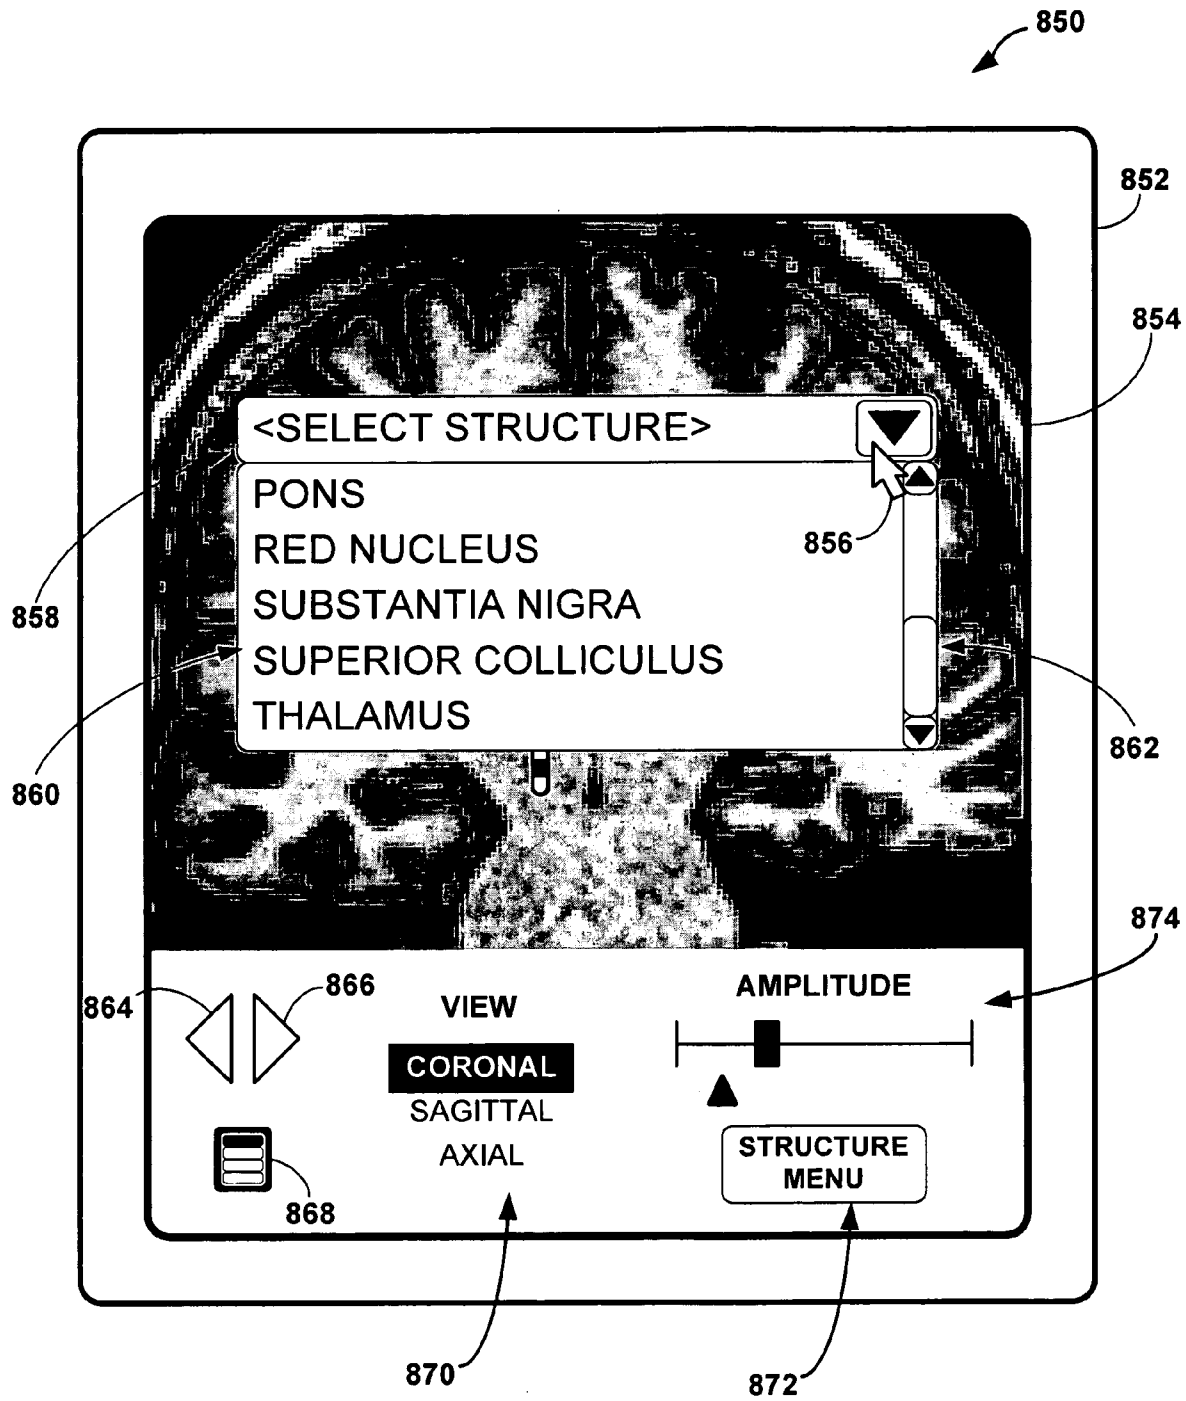 850
852
854
<SELECT STRUCTURE>
PONS
856
RED NUCLEUS
858
SUBSTANTIA NIGRA
SUPERIOR COLLICULUS
THALAMUS
862
860
874
864
866
VIEW
AMPLITUDE
CORONAL
SAGITTAL
AXIAL
STRUCTURE
MENU
868
870
872